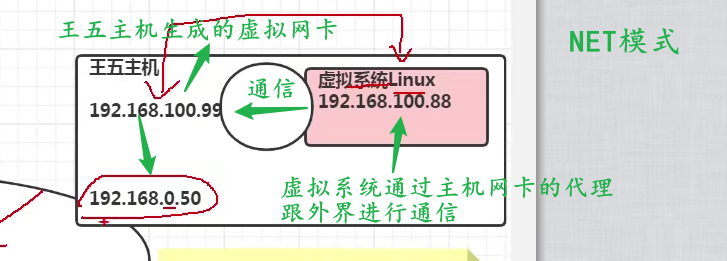 王五主机生成的虚拟网卡
NET模式
王五主机
通信
虚拟系统Linux
192.168.100.99
192.168.100.88
192.168.0.50
虚拟系统通过主机网卡的代理
跟外界进行通信